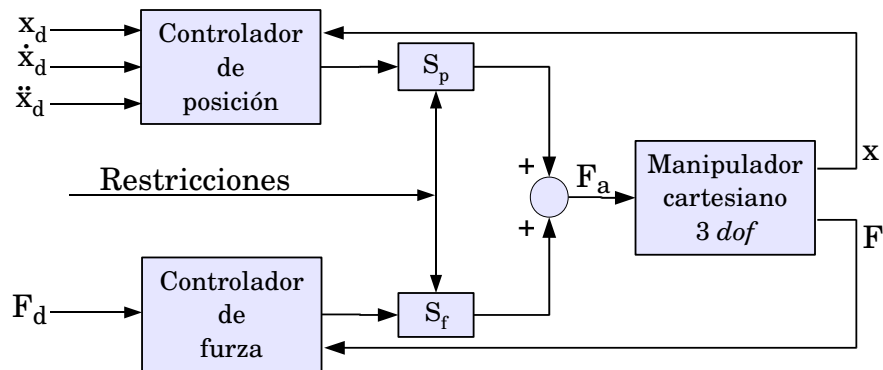 x_d
ẋ_d
ẍ_d
Controlador
de
posición
S_p
Restricciones
+
+
F_a
Manipulador
cartesiano
3 dof
x
F
F_d
Controlador
de
furza
S_f